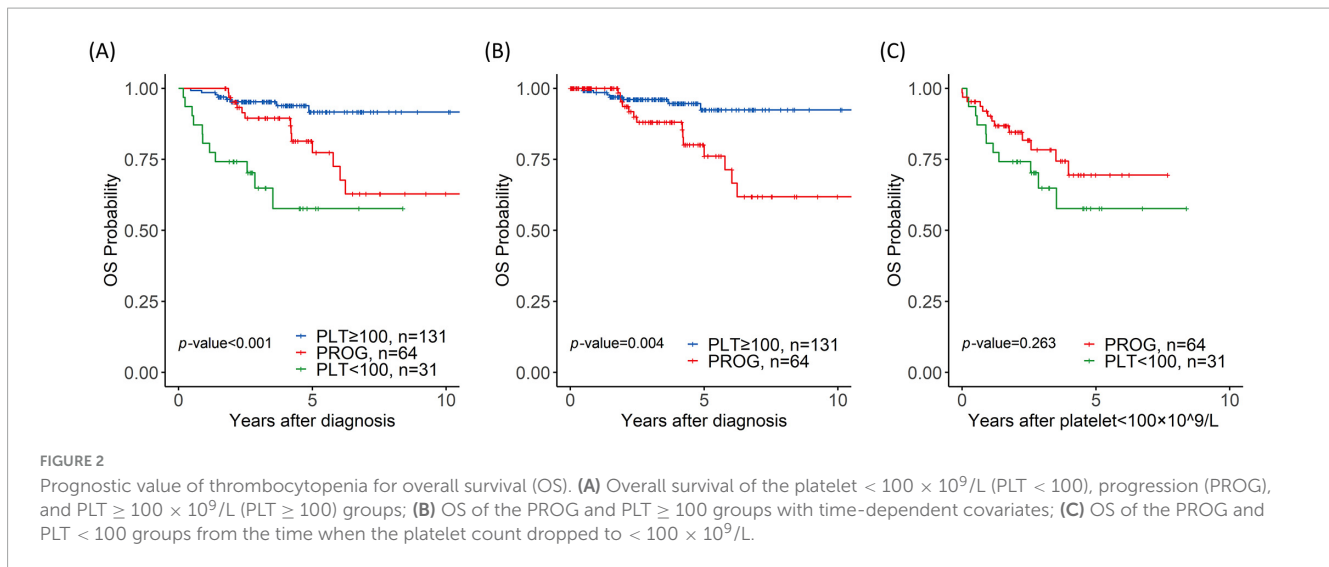 (A)
1.00
0.75
0.50
0.25
0.00
OS Probability
p-value<0.001
PLT≥100, n=131
PROG, n=64
PLT<100, n=31
0 5 10
Years after diagnosis
(B)
1.00
0.75
0.50
0.25
0.00
OS Probability
p-value=0.004
PLT≥100, n=131
PROG, n=64
0 5 10
Years after diagnosis
(C)
1.00
0.75
0.50
0.25
0.00
OS Probability
p-value=0.263
PROG, n=64
PLT<100, n=31
0 5 10
Years after platelet<100×10^9/L
FIGURE 2
Prognostic value of thrombocytopenia for overall survival (OS). (A) Overall survival of the platelet < 100 × 10⁹/L (PLT < 100), progression (PROG),
and PLT ≥ 100 × 10⁹/L (PLT ≥ 100) groups; (B) OS of the PROG and PLT ≥ 100 groups with time-dependent covariates; (C) OS of the PROG and
PLT < 100 groups from the time when the platelet count dropped to < 100 × 10⁹/L.